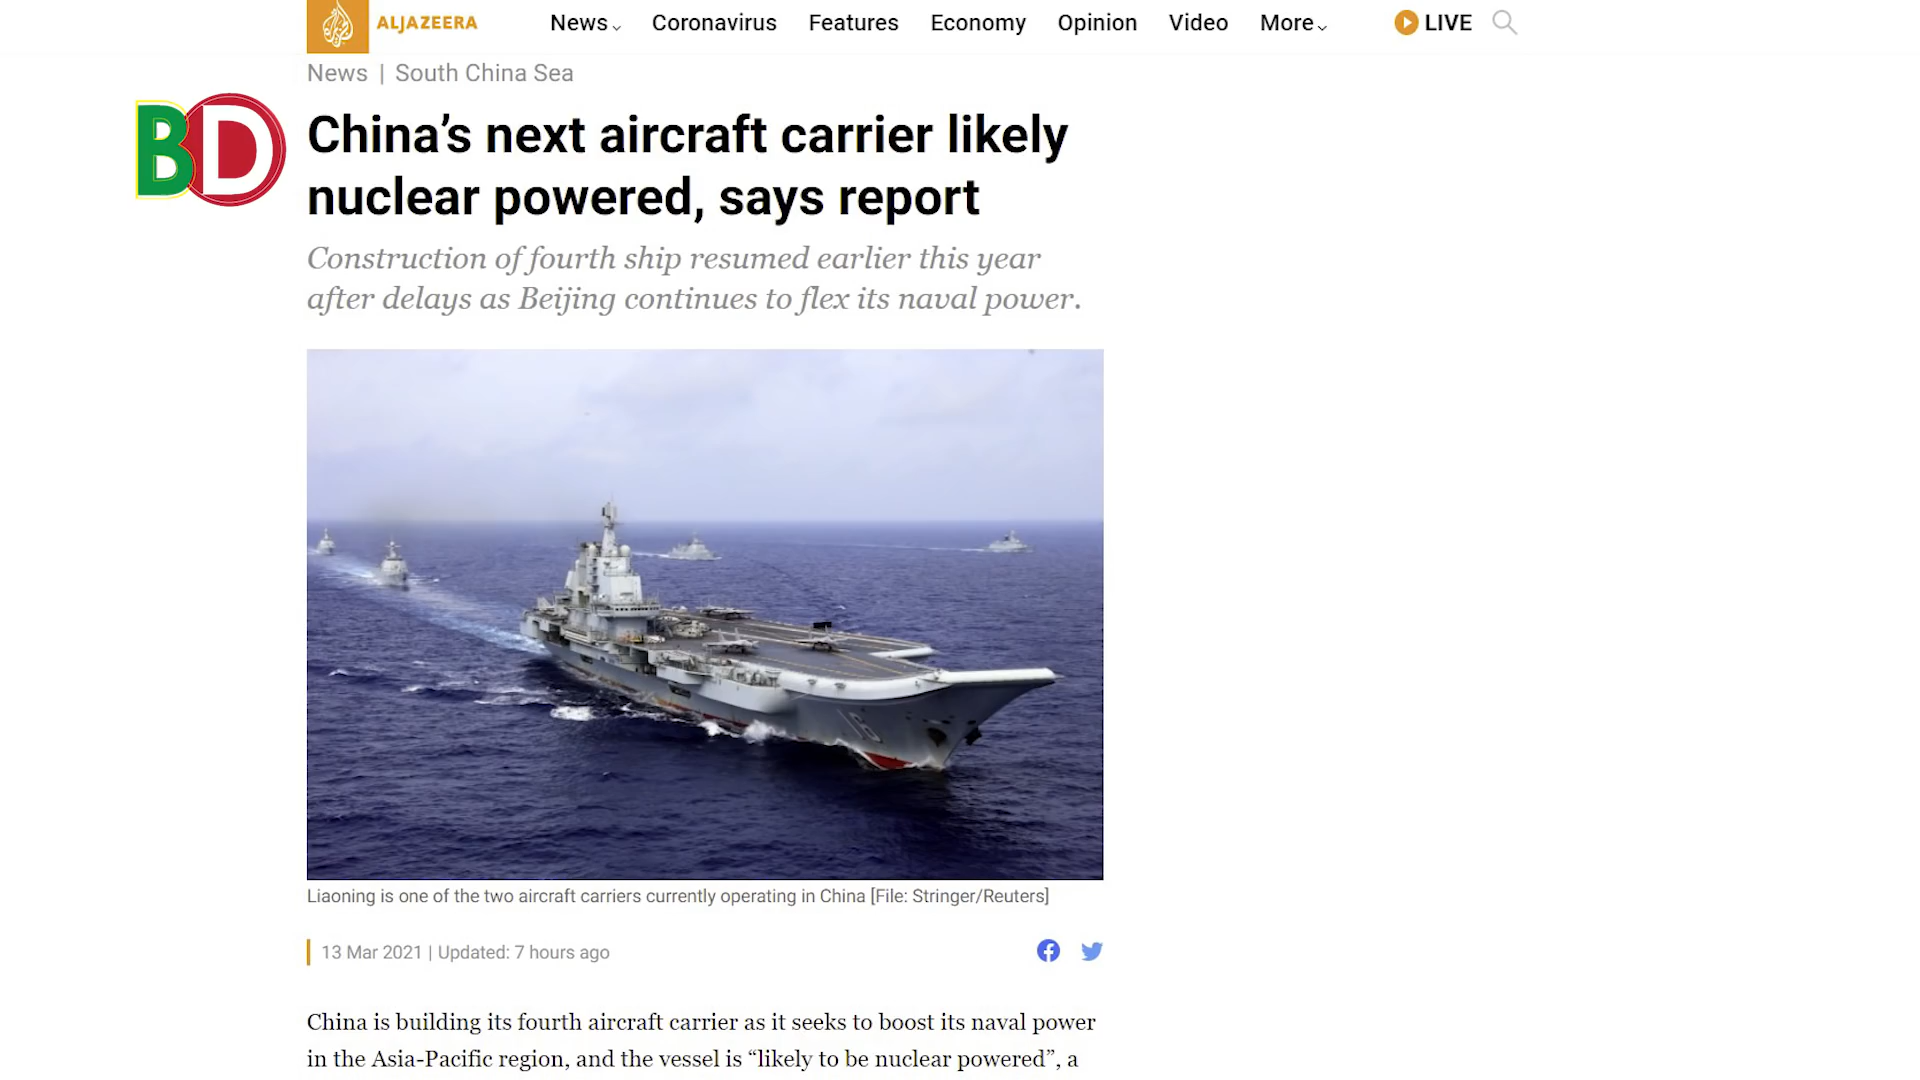 ALJAZEERA
News Coronavirus Features Economy Opinion Video More LIVE
News | South China Sea
BD
China’s next aircraft carrier likely
nuclear powered, says report
Construction of fourth ship resumed earlier this year
after delays as Beijing continues to flex its naval power.
16
Liaoning is one of the two aircraft carriers currently operating in China [File: Stringer/Reuters]
13 Mar 2021 | Updated: 7 hours ago
China is building its fourth aircraft carrier as it seeks to boost its naval power
in the Asia-Pacific region, and the vessel is “likely to be nuclear powered”, a